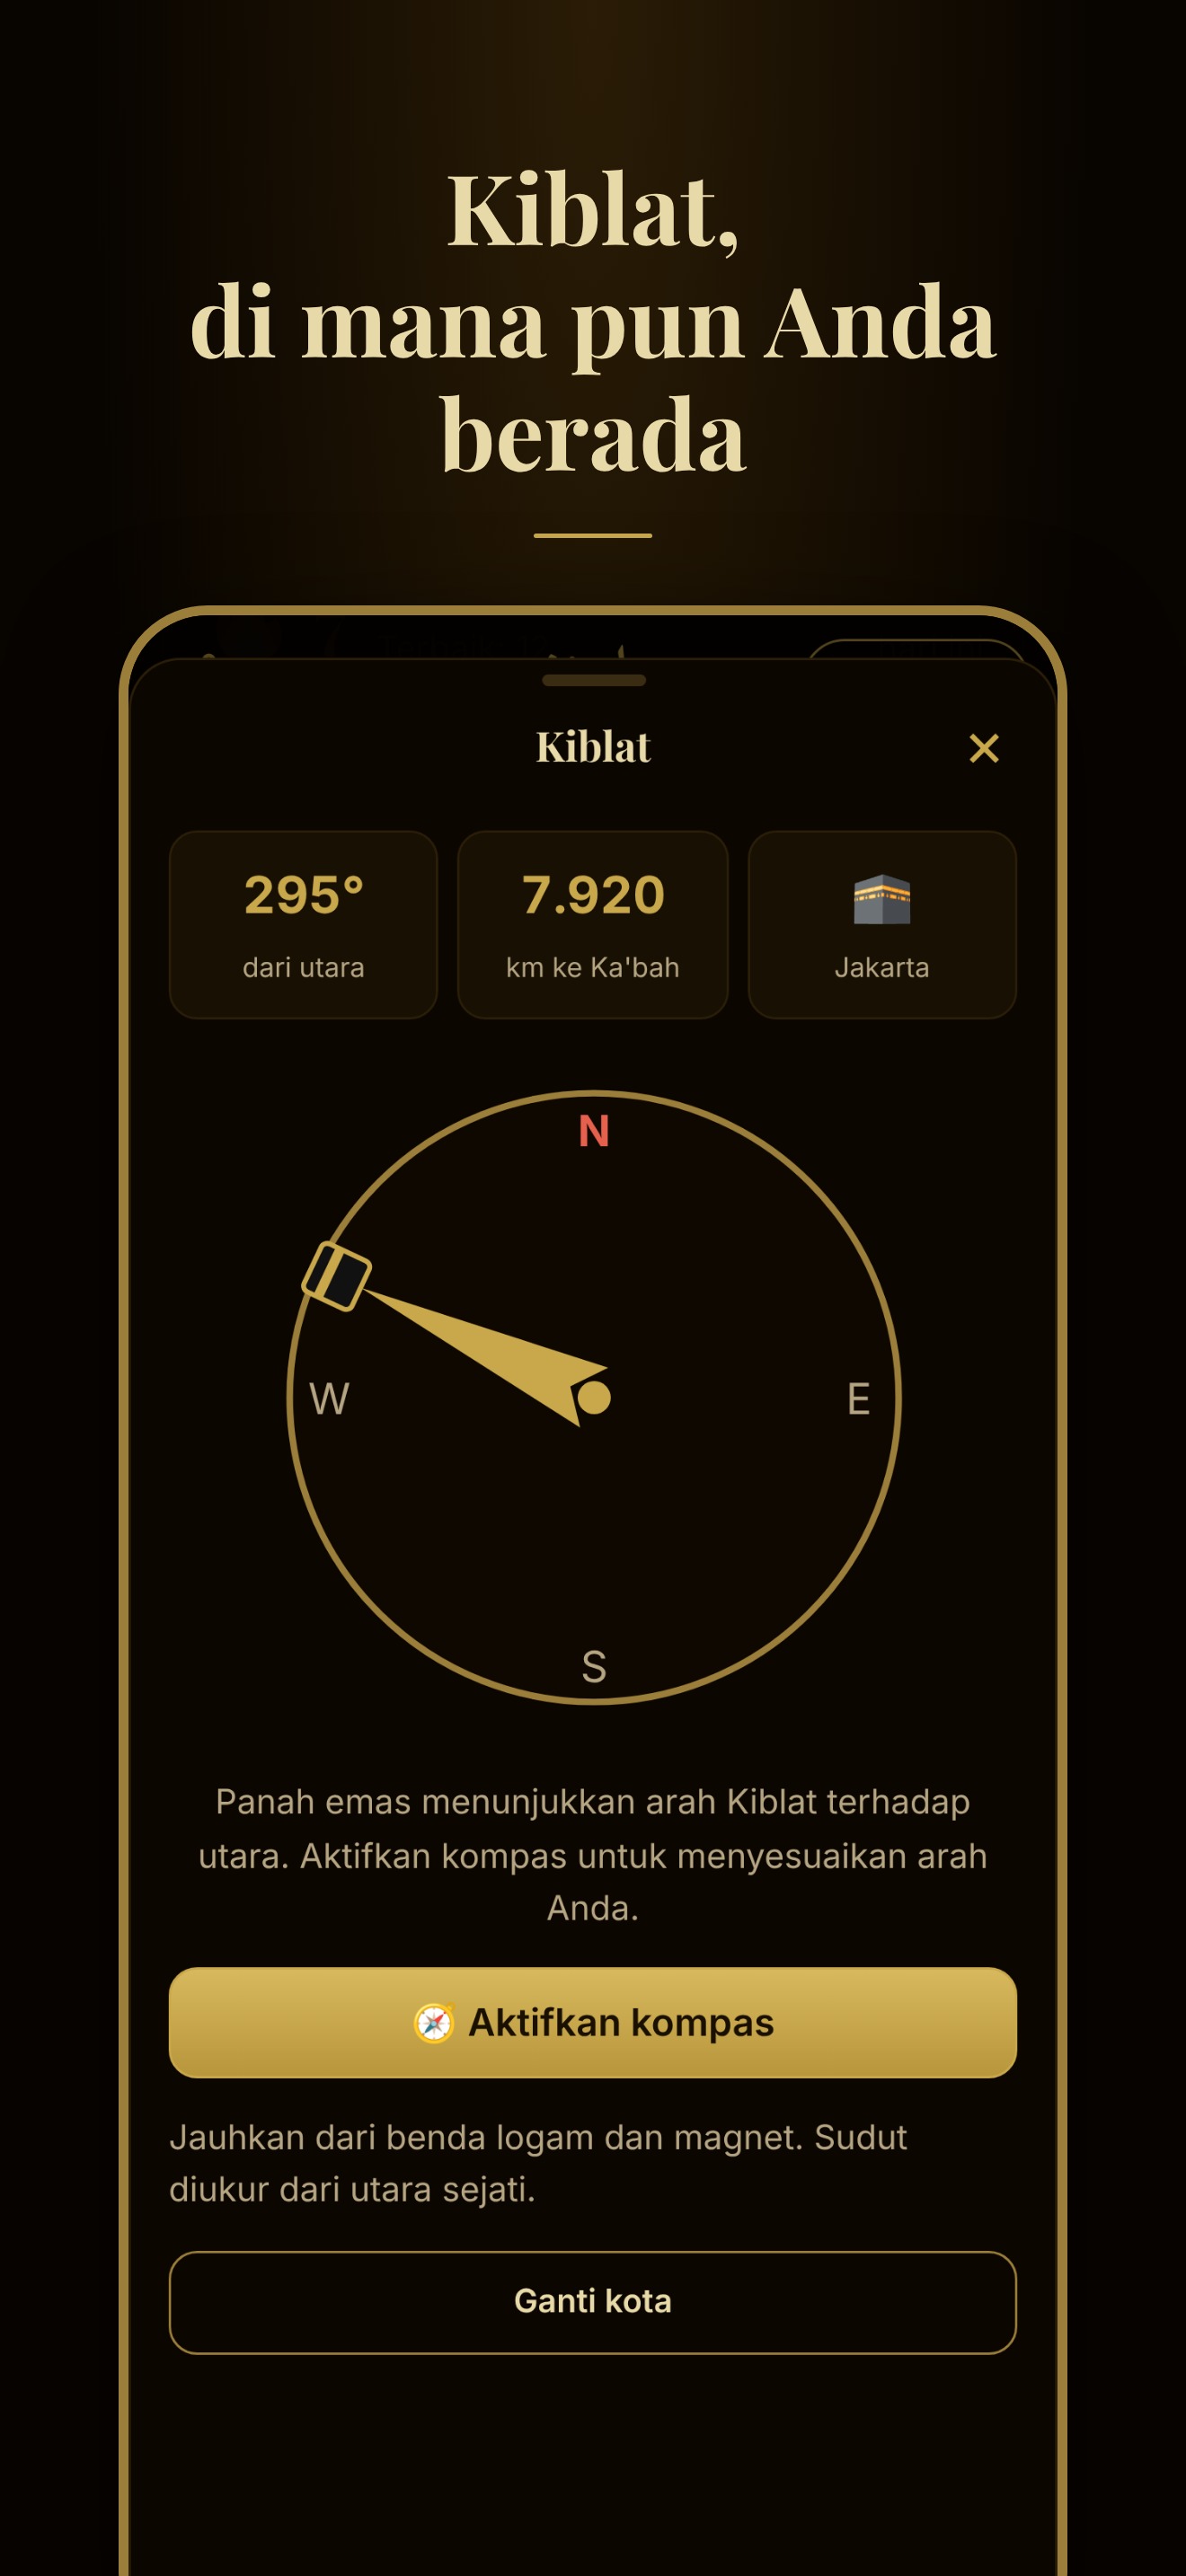 Kiblat,
di mana pun Anda
berada
Kiblat
295°
dari utara
7.920
km ke Ka'bah
Jakarta
N
W
E
S
Panah emas menunjukkan arah Kiblat terhadap
utara. Aktifkan kompas untuk menyesuaikan arah
Anda.
Aktifkan kompas
Jauhkan dari benda logam dan magnet. Sudut
diukur dari utara sejati.
Ganti kota